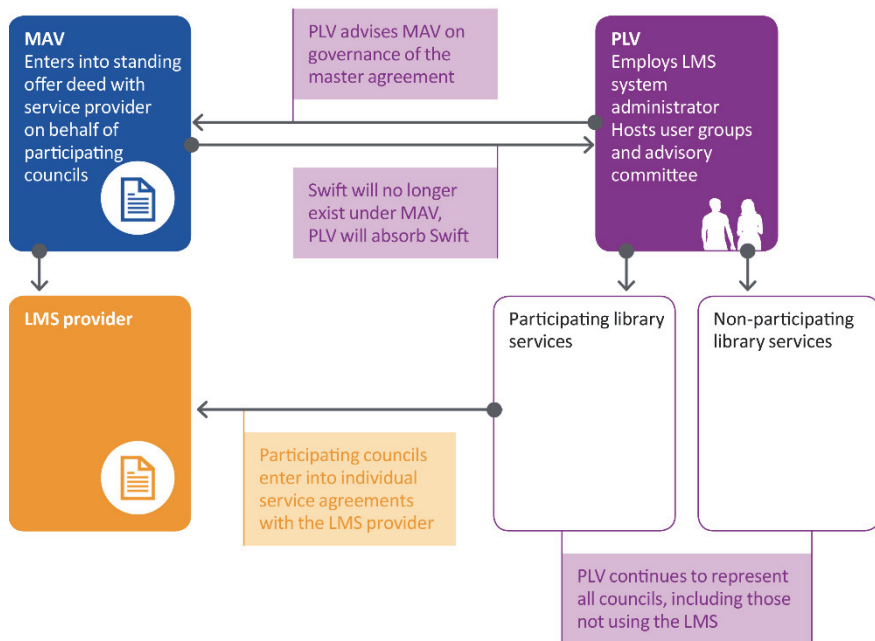 MAV
Enters into standing
offer deed with
service provider
on behalf of
participating
councils
PLV advises MAV on
governance of the
master agreement
Swift will no longer
exist under MAV,
PLV will absorb Swift
PLV
Employs LMS
system
administrator
Hosts user groups
and advisory
committee
LMS provider
Participating councils
enter into individual
service agreements
with the LMS provider
Participating library
services
Non-participating
library services
PLV continues to represent
all councils, including those
not using the LMS